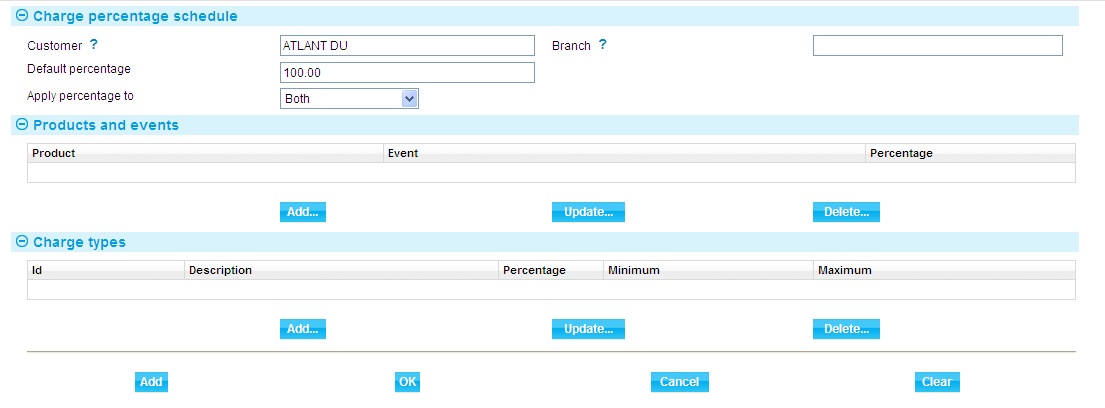 Charge percentage schedule
Customer ? ATLANT DU Branch ?
Default percentage 100.00
Apply percentage to Both
Products and events
Product Event Percentage
Add... Update... Delete...
Charge types
Id Description Percentage Minimum Maximum
Add... Update... Delete...
Add OK Cancel Clear